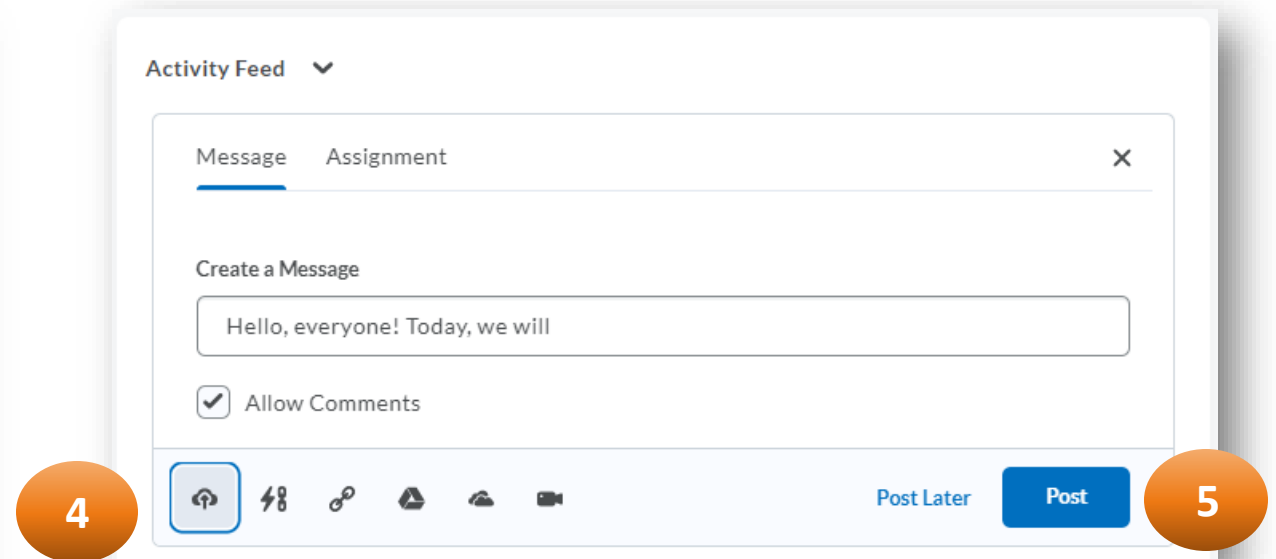 Activity Feed
Message Assignment
Create a Message
Hello, everyone! Today, we will
Allow Comments
4
Post Later Post
5